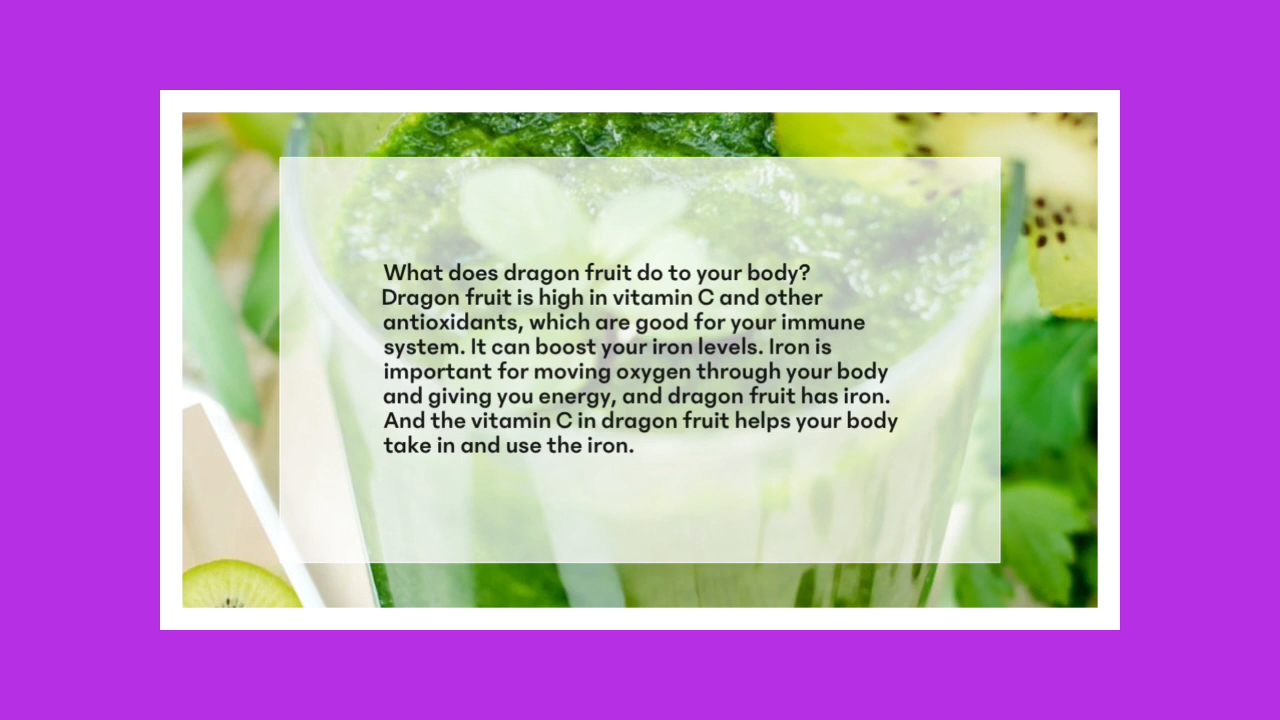 What does dragon fruit do to your body?
Dragon fruit is high in vitamin C and other
antioxidants, which are good for your immune
system. It can boost your iron levels. Iron is
important for moving oxygen through your body
and giving you energy, and dragon fruit has iron.
And the vitamin C in dragon fruit helps your body
take in and use the iron.